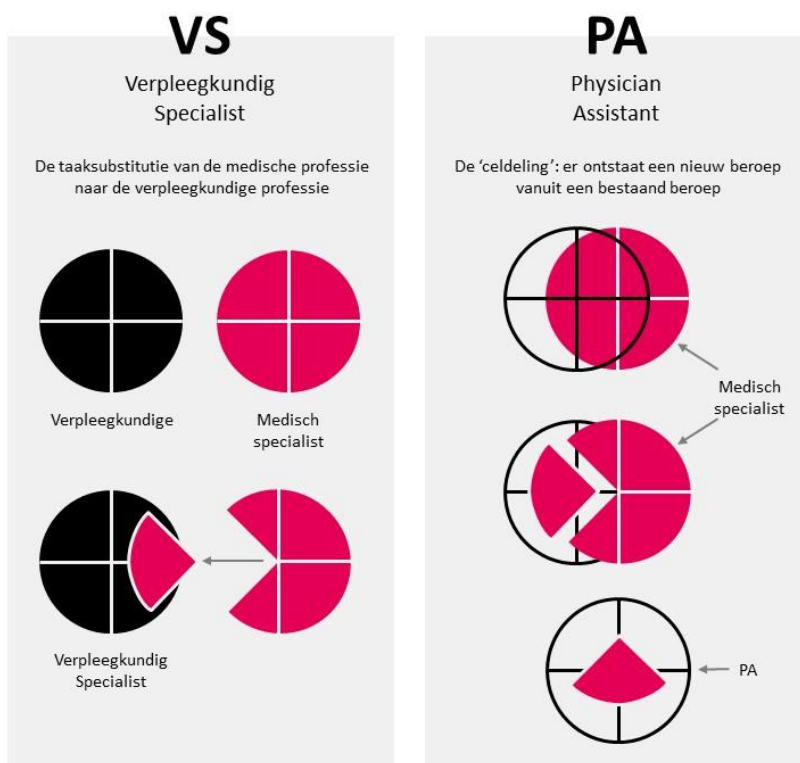 VS
Verpleegkundig
Specialist
De taaksubstitutie van de medische professie
naar de verpleegkundige professie
Verpleegkundige
Medisch
specialist
Verpleegkundig
Specialist
PA
Physician
Assistant
De ‘celdeling’: er ontstaat een nieuw beroep
vanuit een bestaand beroep
Medisch
specialist
PA